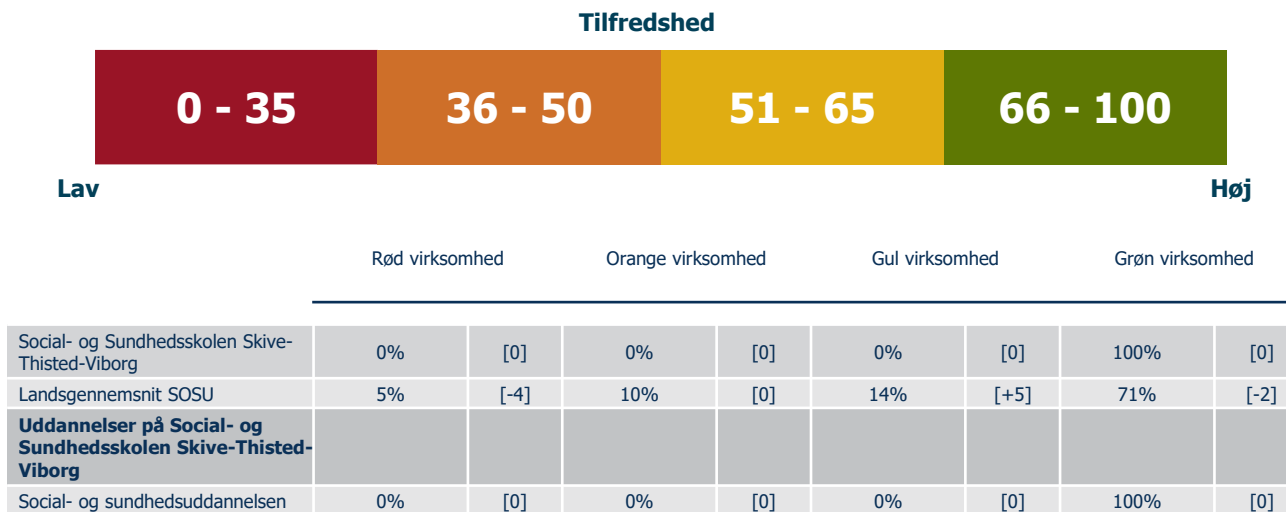 Tilfredshed
0 - 35 36 - 50 51 - 65 66 - 100
Lav Høj
Rød virksomhed Orange virksomhed Gul virksomhed Grøn virksomhed
Social- og Sundhedsskolen Skive-
Thisted-Viborg 0% [0] 0% [0] 0% [0] 100% [0]
Landsgennemsnit SOSU 5% [-4] 10% [0] 14% [+5] 71% [-2]
Uddannelser på Social- og
Sundhedsskolen Skive-Thisted-
Viborg
Social- og sundhedsuddannelsen 0% [0] 0% [0] 0% [0] 100% [0]